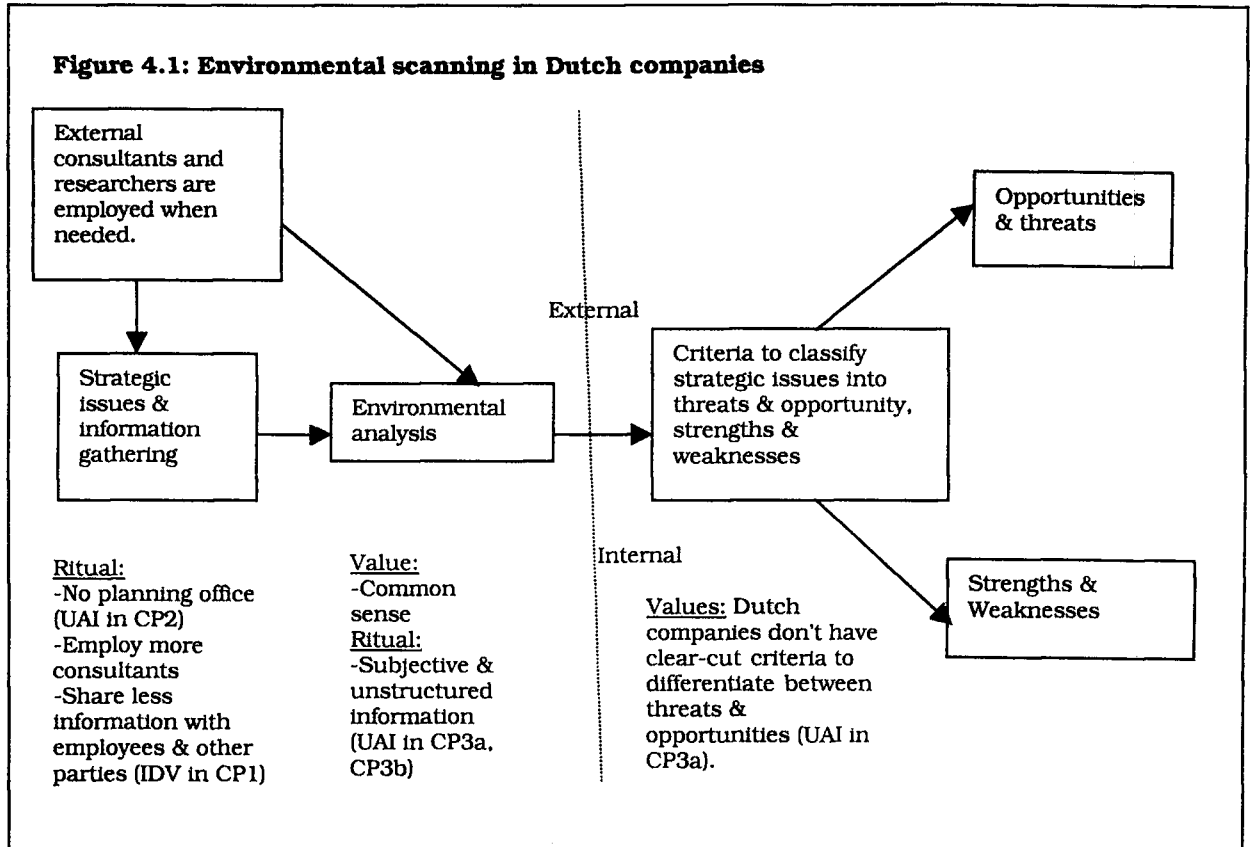 Figure 4.1: Environmental scanning in Dutch companies
External
consultants and
researchers are
employed when
needed.
Opportunities
& threats
External
Strategic
issues &
information
gathering
Environmental
analysis
Criteria to classify
strategic issues into
threats & opportunity,
strengths &
weaknesses
Internal
Strengths &
Weaknesses
Ritual:
-No planning office
(UAI in CP2)
-Employ more
consultants
-Share less
information with
employees & other
parties (IDV in CP1)
Value:
-Common
sense
Ritual:
-Subjective &
unstructured
information
(UAI in CP3a,
CP3b)
Values: Dutch
companies don't have
clear-cut criteria to
differentiate between
threats &
opportunities (UAI in
CP3a).